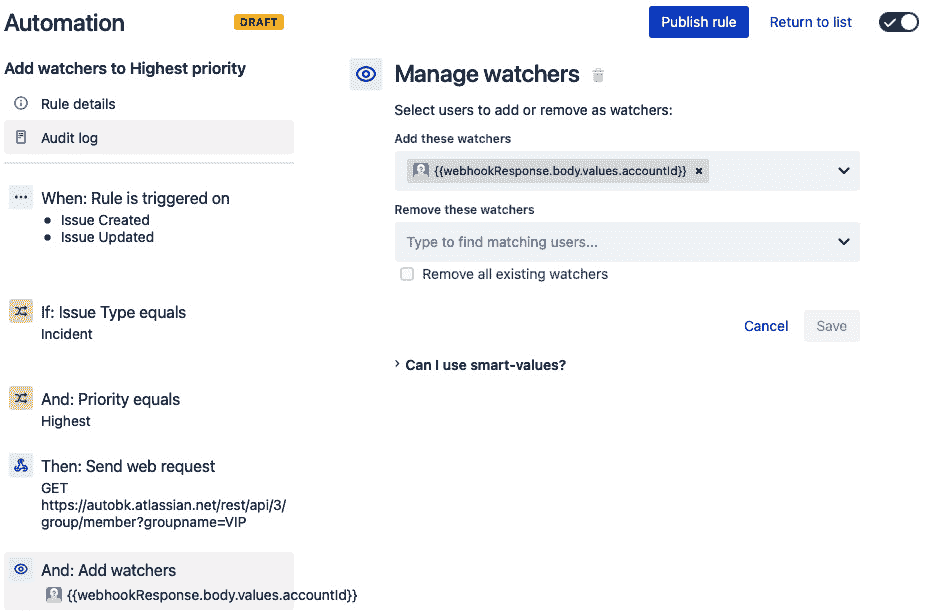 Automation
DRAFT
Publish rule
Return to list
Add watchers to Highest priority
Rule details
Audit log
When: Rule is triggered on
Issue Created
Issue Updated
If: Issue Type equals
Incident
And: Priority equals
Highest
Then: Send web request
GET
https://autobk.atlassian.net/rest/api/3/
group/member?groupname=VIP
And: Add watchers
{{webhookResponse.body.values.accountId}}
Manage watchers
Select users to add or remove as watchers:
Add these watchers
{{webhookResponse.body.values.accountId}} ×
Remove these watchers
Type to find matching users...
Remove all existing watchers
Cancel
Save
Can I use smart-values?